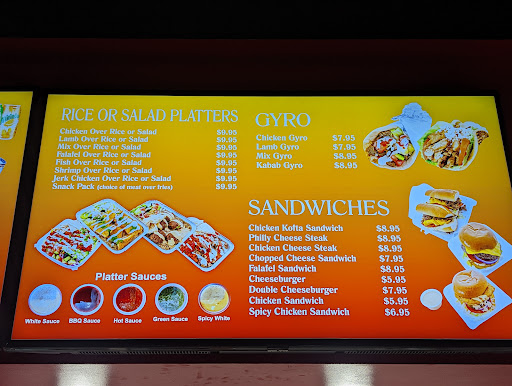 RICE OR SALAD PLATTERS
Chicken Over Rice or Salad $9.95
Lamb Over Rice or Salad $9.95
Mix Over Rice or Salad $9.95
Falafel Over Rice or Salad $9.95
Fish Over Rice or Salad $9.95
Shrimp Over Rice or Salad $9.95
Jerk Chicken Over Rice or Salad $9.95
Snack Pack (choice of meat over fries) $9.95
Platter Sauces
White Sauce BBQ Sauce Hot Sauce Green Sauce Spicy White
GYRO
Chicken Gyro $7.95
Lamb Gyro $7.95
Mix Gyro $8.95
Kabab Gyro $8.95
SANDWICHES
Chicken Kofta Sandwich $8.95
Philly Cheese Steak $8.95
Chicken Cheese Steak $8.95
Chopped Cheese Sandwich $7.95
Falafel Sandwich $8.95
Cheeseburger $5.95
Double Cheeseburger $7.95
Chicken Sandwich $5.95
Spicy Chicken Sandwich $6.95